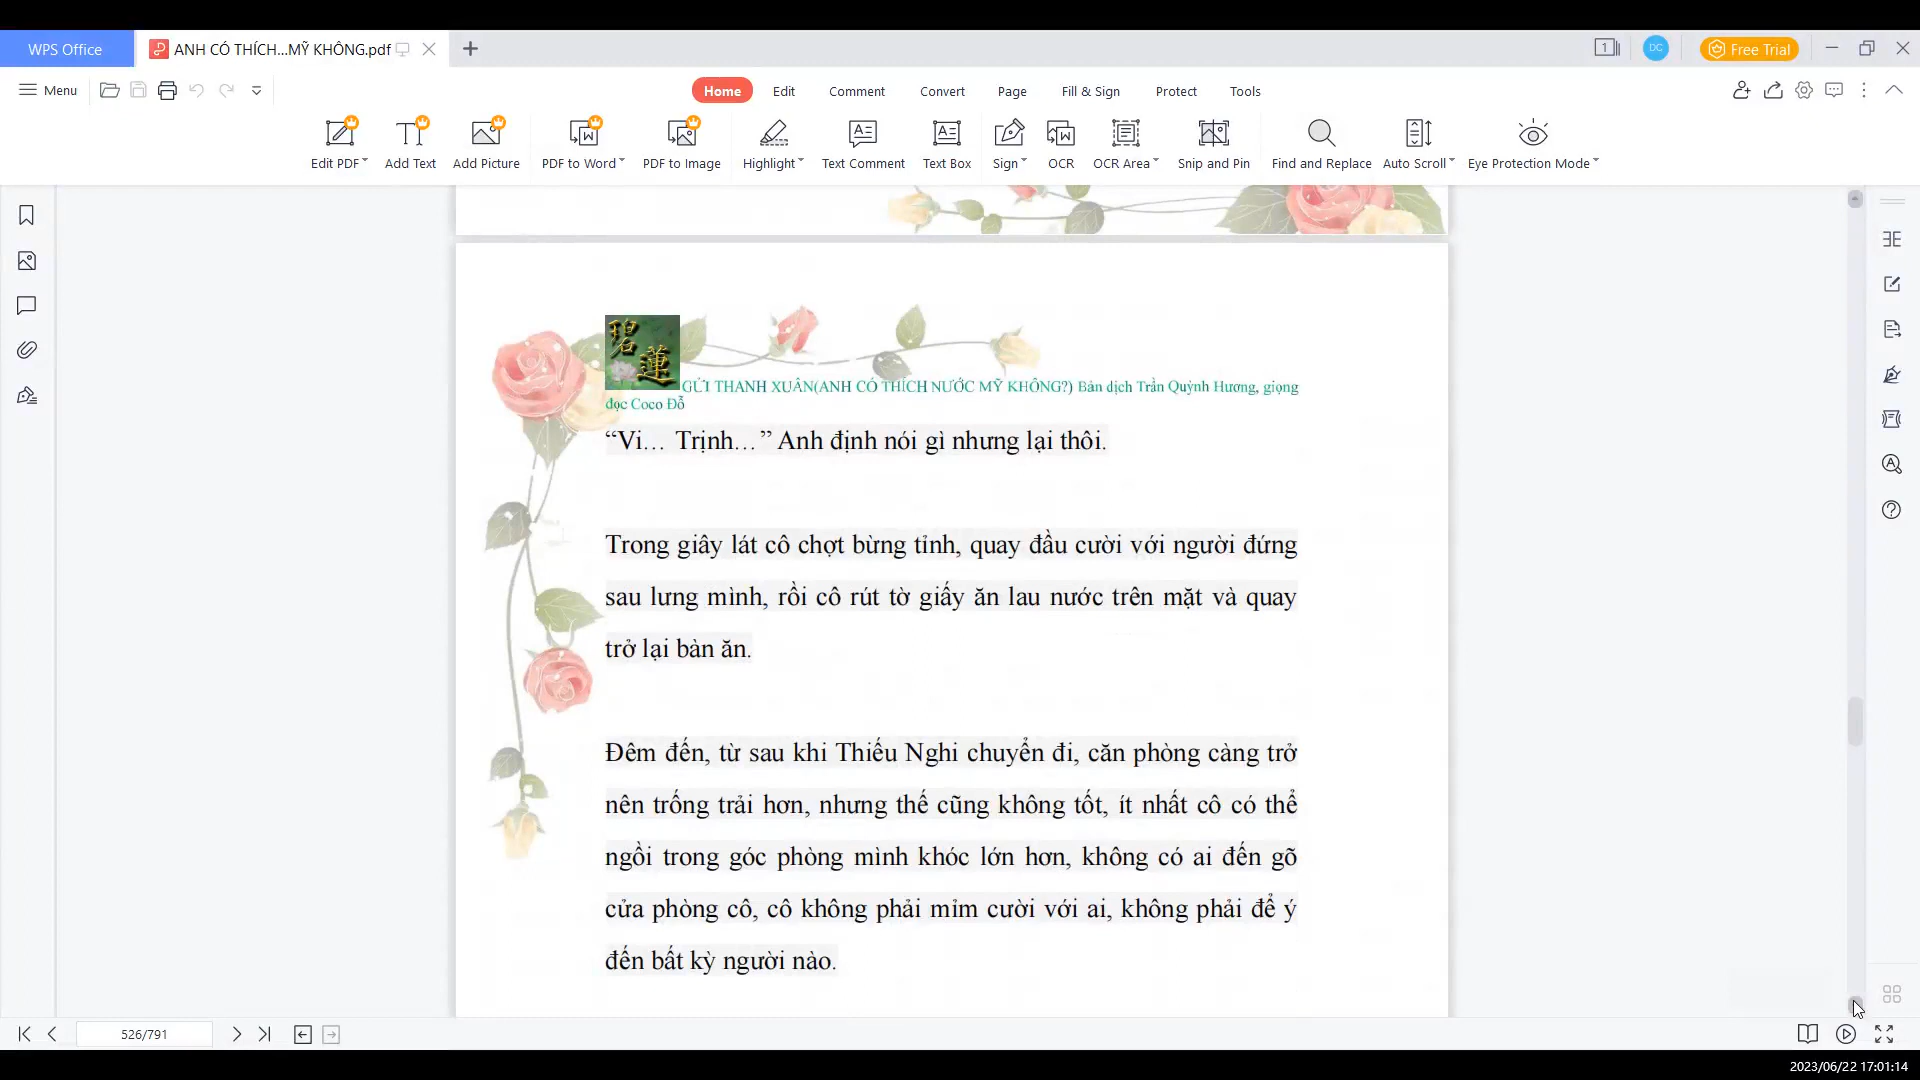 WPS Office
ANH CÓ THÍCH...MỸ KHÔNG.pdf
1
DC
Free Trial
Menu
Home
Edit
Comment
Convert
Page
Fill & Sign
Protect
Tools
Edit PDF
Add Text
Add Picture
PDF to Word
PDF to Image
Highlight
Text Comment
Text Box
Sign
OCR
OCR Area
Snip and Pin
Find and Replace
Auto Scroll
Eye Protection Mode
碧蓮
GỬI THANH XUÂN(ANH CÓ THÍCH NƯỚC MỸ KHÔNG?) Bản dịch Trần Quỳnh Hương, giọng
đọc Coco Đỗ
“Vi… Trịnh…” Anh định nói gì nhưng lại thôi.
Trong giây lát cô chợt bừng tỉnh, quay đầu cười với người đứng
sau lưng mình, rồi cô rút tờ giấy ăn lau nước trên mặt và quay
trở lại bàn ăn.
Đêm đến, từ sau khi Thiếu Nghi chuyển đi, căn phòng càng trở
nên trống trải hơn, nhưng thế cũng không tốt, ít nhất cô có thể
ngồi trong góc phòng mình khóc lớn hơn, không có ai đến gõ
cửa phòng cô, cô không phải mỉm cười với ai, không phải để ý
đến bất kỳ người nào.
526/791
2023/06/22 17:01:14